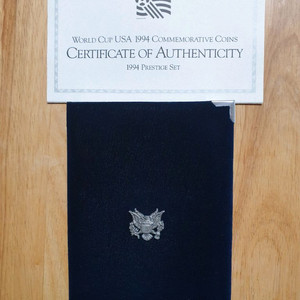 World Cup USA 1994 Commemorative Coins
Certificate of Authenticity
1994 Prestige Set